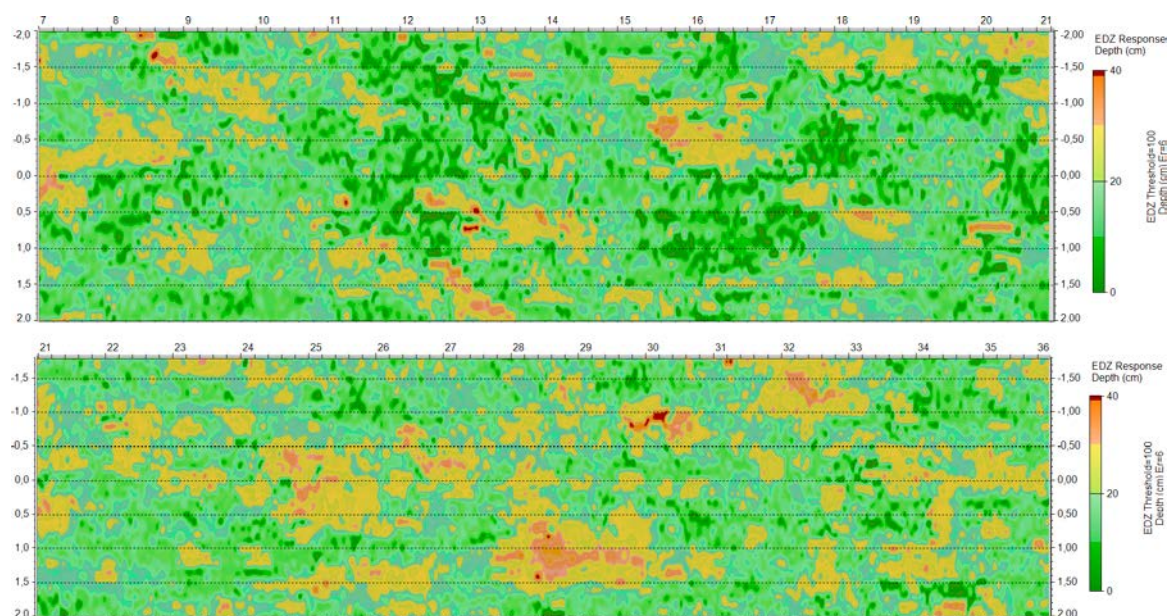 7 8 9 10 11 12 13 14 15 16 17 18 19 20 21
-2,0 -2,00
-1,5 -1,50
-1,0 -1,00
-0,5 -0,50
0,0 0,00
0,5 0,50
1,0 1,00
1,5 1,50
2,0 2,00
EDZ Response
Depth (cm)
40
20
0
EDZ Threshold=100
Depth (cm) Er=6
21 22 23 24 25 26 27 28 29 30 31 32 33 34 35 36
-1,5 -1,50
-1,0 -1,00
-0,5 -0,50
0,0 0,00
0,5 0,50
1,0 1,00
1,5 1,50
2,0 2,00
EDZ Response
Depth (cm)
40
20
0
EDZ Threshold=100
Depth (cm) Er=6